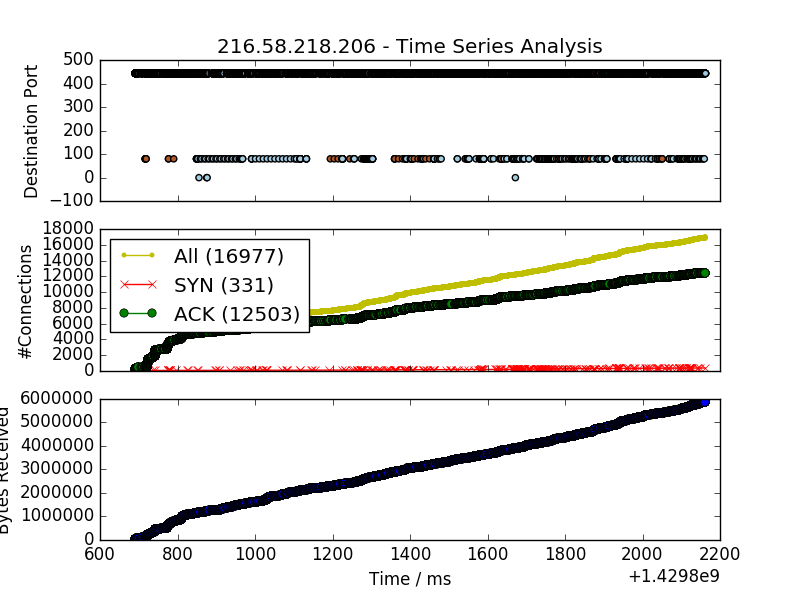 216.58.218.206 - Time Series Analysis
Destination Port
500
400
300
200
100
0
−100
#Connections
18000
16000
14000
12000
10000
8000
6000
4000
2000
0
All (16977)
SYN (331)
ACK (12503)
Bytes Received
6000000
5000000
4000000
3000000
2000000
1000000
0
600 800 1000 1200 1400 1600 1800 2000 2200
Time / ms
+1.4298e9